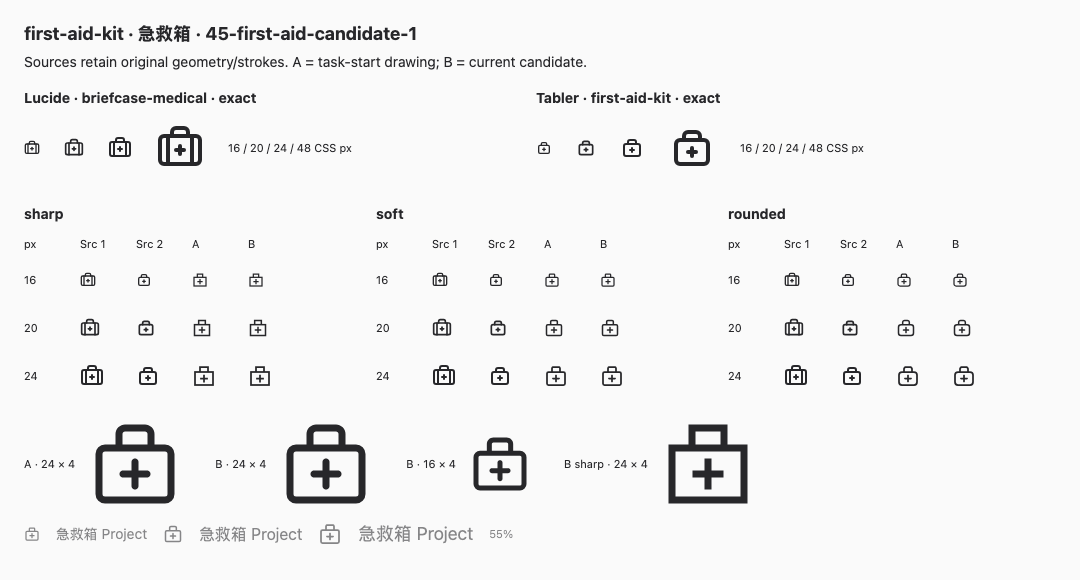 first-aid-kit · 急救箱 · 45-first-aid-candidate-1
Sources retain original geometry/strokes. A = task-start drawing; B = current candidate.
Lucide · briefcase-medical · exact
Tabler · first-aid-kit · exact
16 / 20 / 24 / 48 CSS px
16 / 20 / 24 / 48 CSS px
sharp
soft
rounded
px Src 1 Src 2 A B
px Src 1 Src 2 A B
px Src 1 Src 2 A B
16
16
16
20
20
20
24
24
24
A · 24 × 4
B · 24 × 4
B · 16 × 4
B sharp · 24 × 4
急救箱 Project
急救箱 Project
急救箱 Project
55%